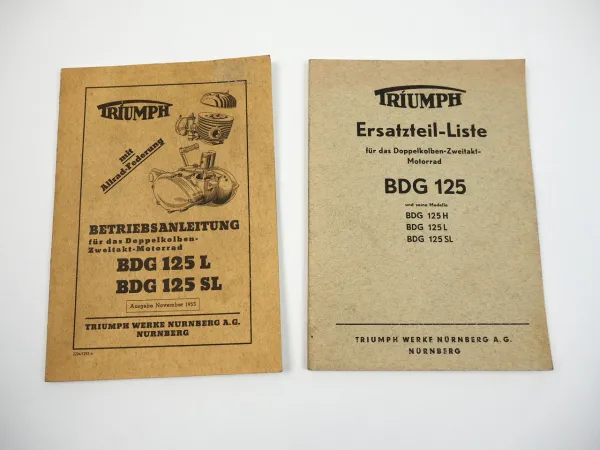 TRIUMPH
mit
Allrad-Federung
BETRIEBSANLEITUNG
für das Doppelkolben-
Zweitakt-Motorrad
BDG 125 L
BDG 125 SL
Ausgabe November 1953
TRIUMPH WERKE NÜRNBERG A.G.
NÜRNBERG
TRIUMPH
Ersatzteil-Liste
für das Doppelkolben-Zweitakt-
Motorrad
BDG 125
und seine Modelle
BDG 125 H
BDG 125 L
BDG 125 SL
TRIUMPH WERKE NÜRNBERG A. G.
NÜRNBERG